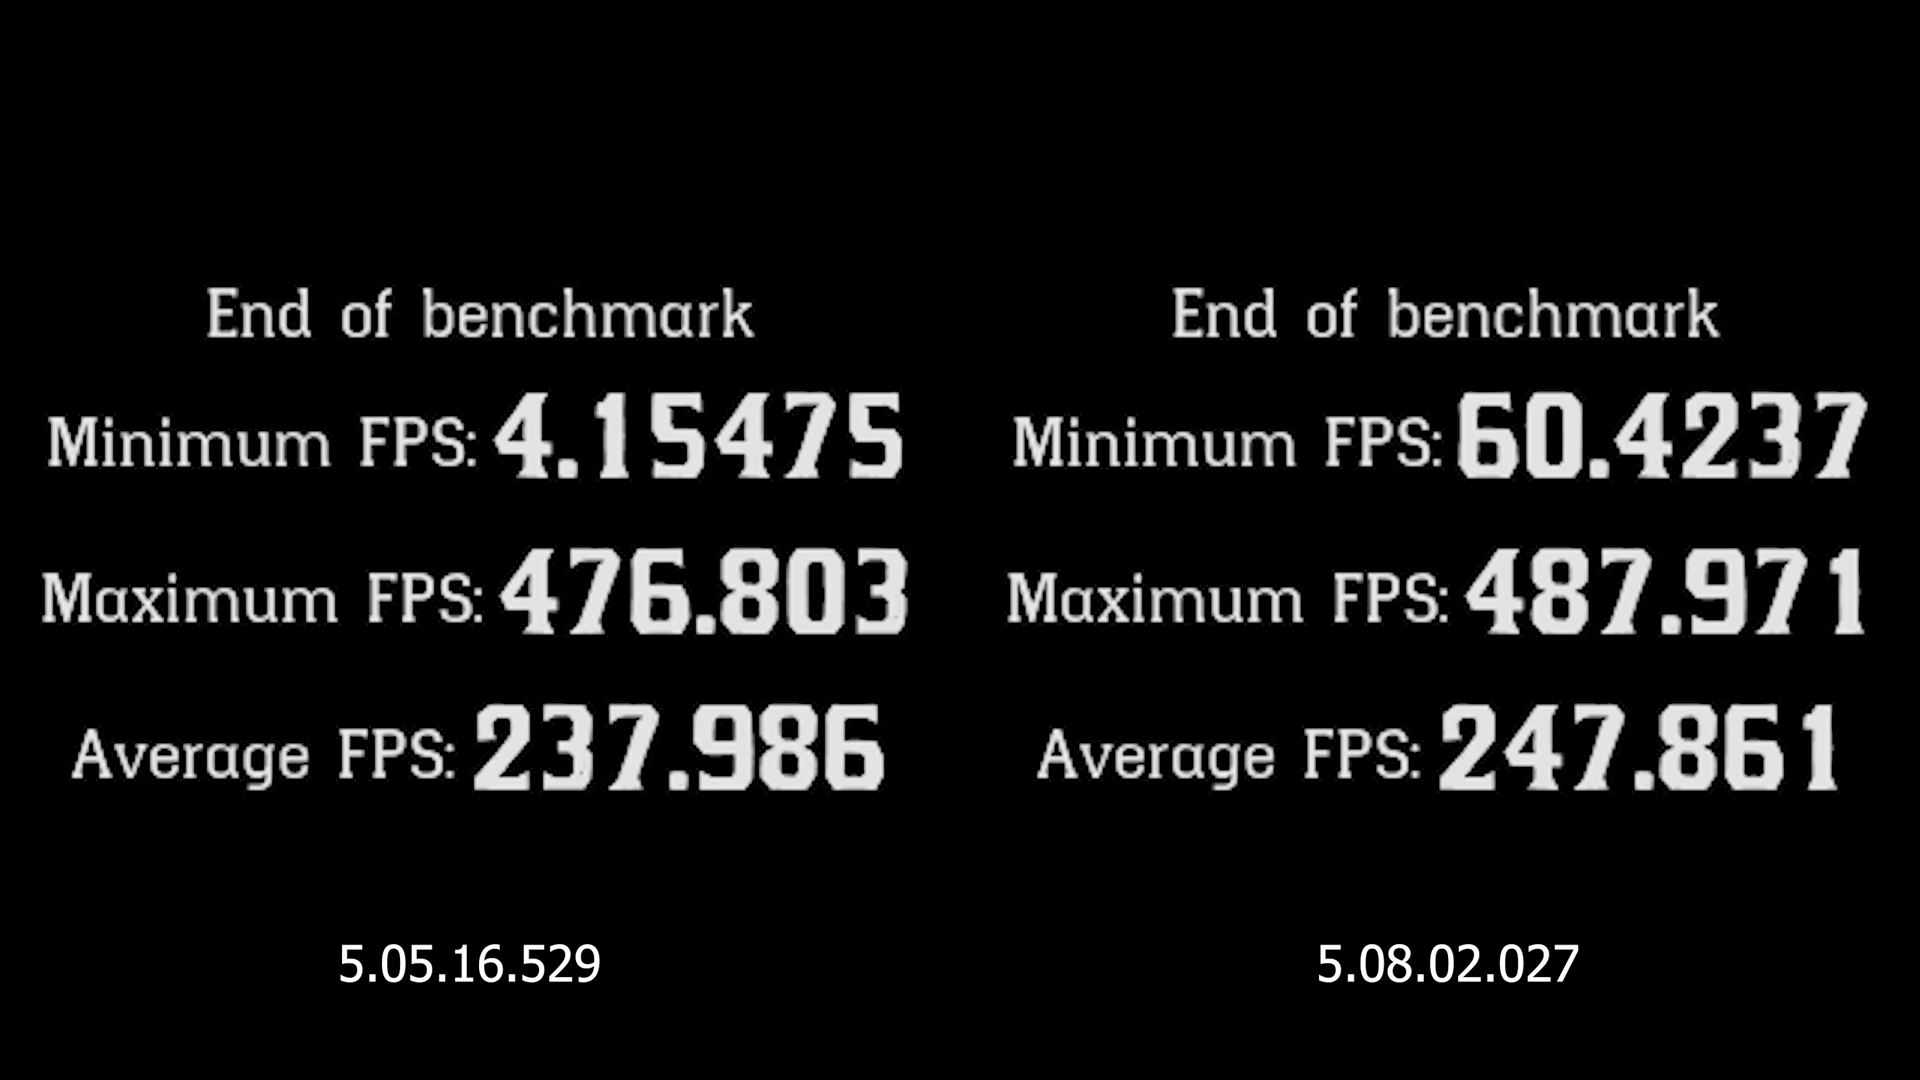 End of benchmark
Minimum FPS: 4.15475
Maximum FPS: 476.803
Average FPS: 237.986
5.05.16.529
End of benchmark
Minimum FPS: 60.4237
Maximum FPS: 487.971
Average FPS: 247.861
5.08.02.027